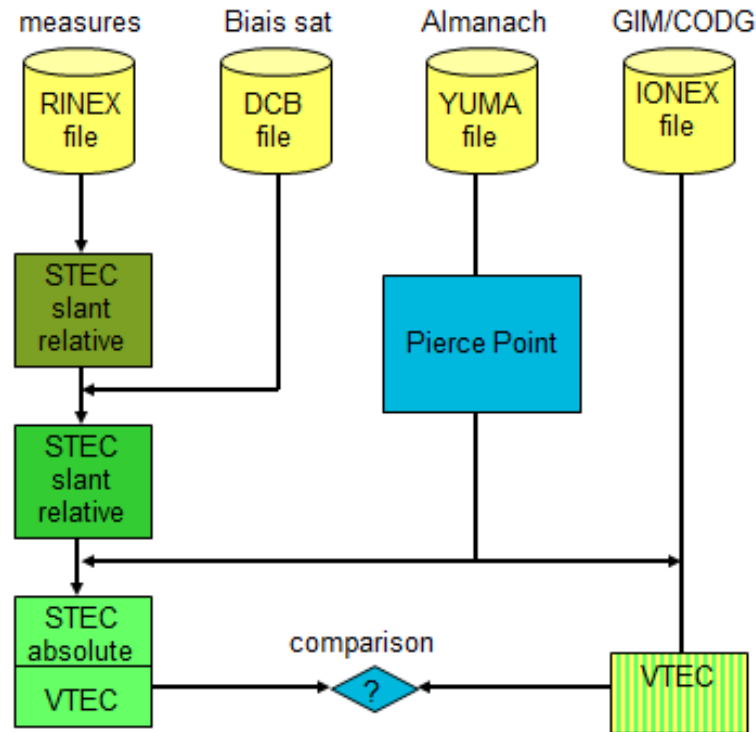 measures
Biais sat
Almanach
GIM/CODG
RINEX
file
DCB
file
YUMA
file
IONEX
file
STEC
slant
relative
Pierce Point
STEC
slant
relative
STEC
absolute
VTEC
comparison
?
VTEC